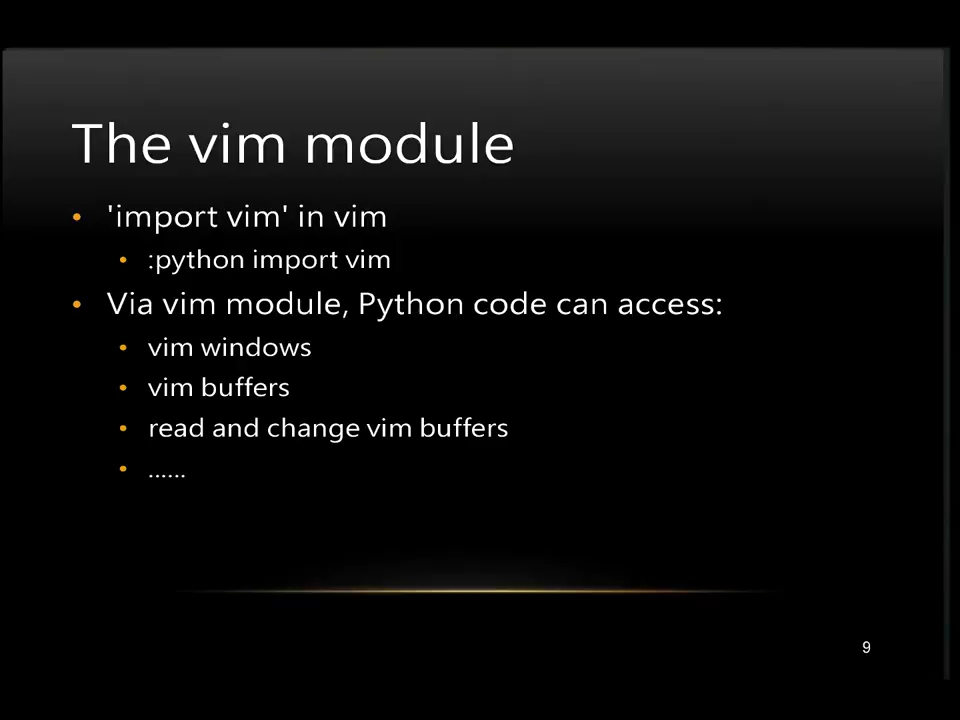 The vim module
• 'import vim' in vim
• :python import vim
• Via vim module, Python code can access:
• vim windows
• vim buffers
• read and change vim buffers
• ......
9